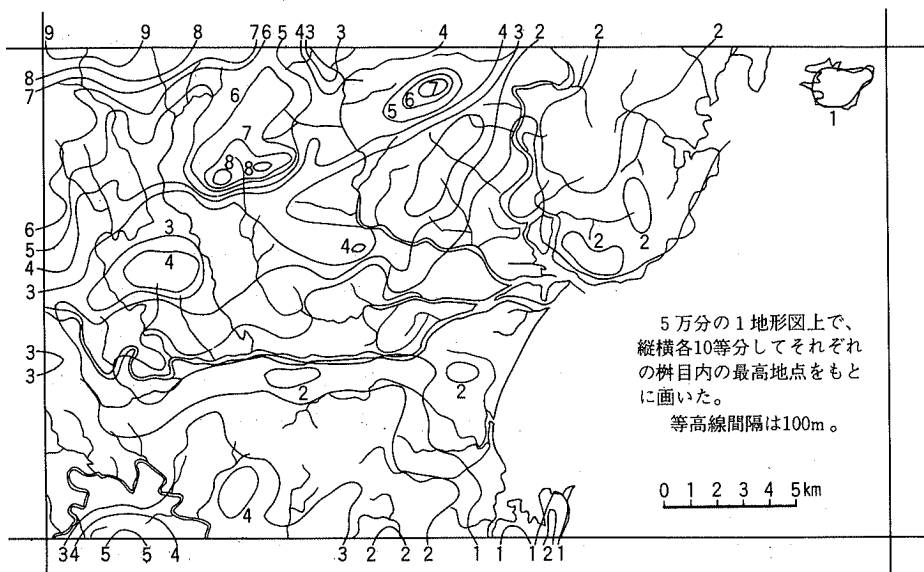 9 9 8 76 5 43 3 4 4 3 2 2 2
8
7
7
6
5 6
1
7
8 8
6
5
4
3
3
4
4
2 2
3
3
2 2
4
5万分の1地形図上で、
縦横各10等分してそれぞれ
の桝目内の最高地点をもと
に画いた。
等高線間隔は100m。
0 1 2 3 4 5km
34 5 5 4 3 2 2 2 1 1 1 2 1